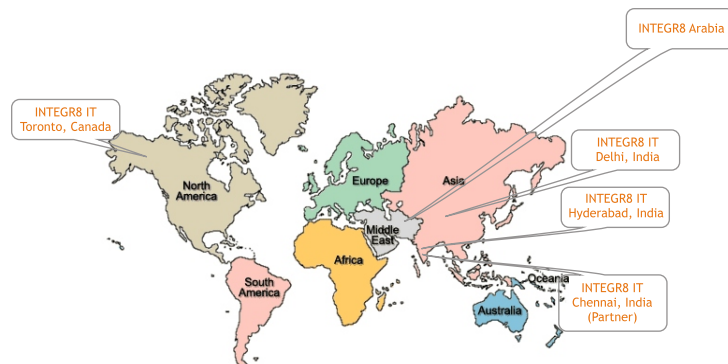 INTEGR8 Arabia
INTEGR8 IT
Toronto, Canada
INTEGR8 IT
Delhi, India
North
America
Europe
Asia
INTEGR8 IT
Hyderabad, India
Middle
East
Africa
South
America
Oceania
INTEGR8 IT
Chennai, India
(Partner)
Australia